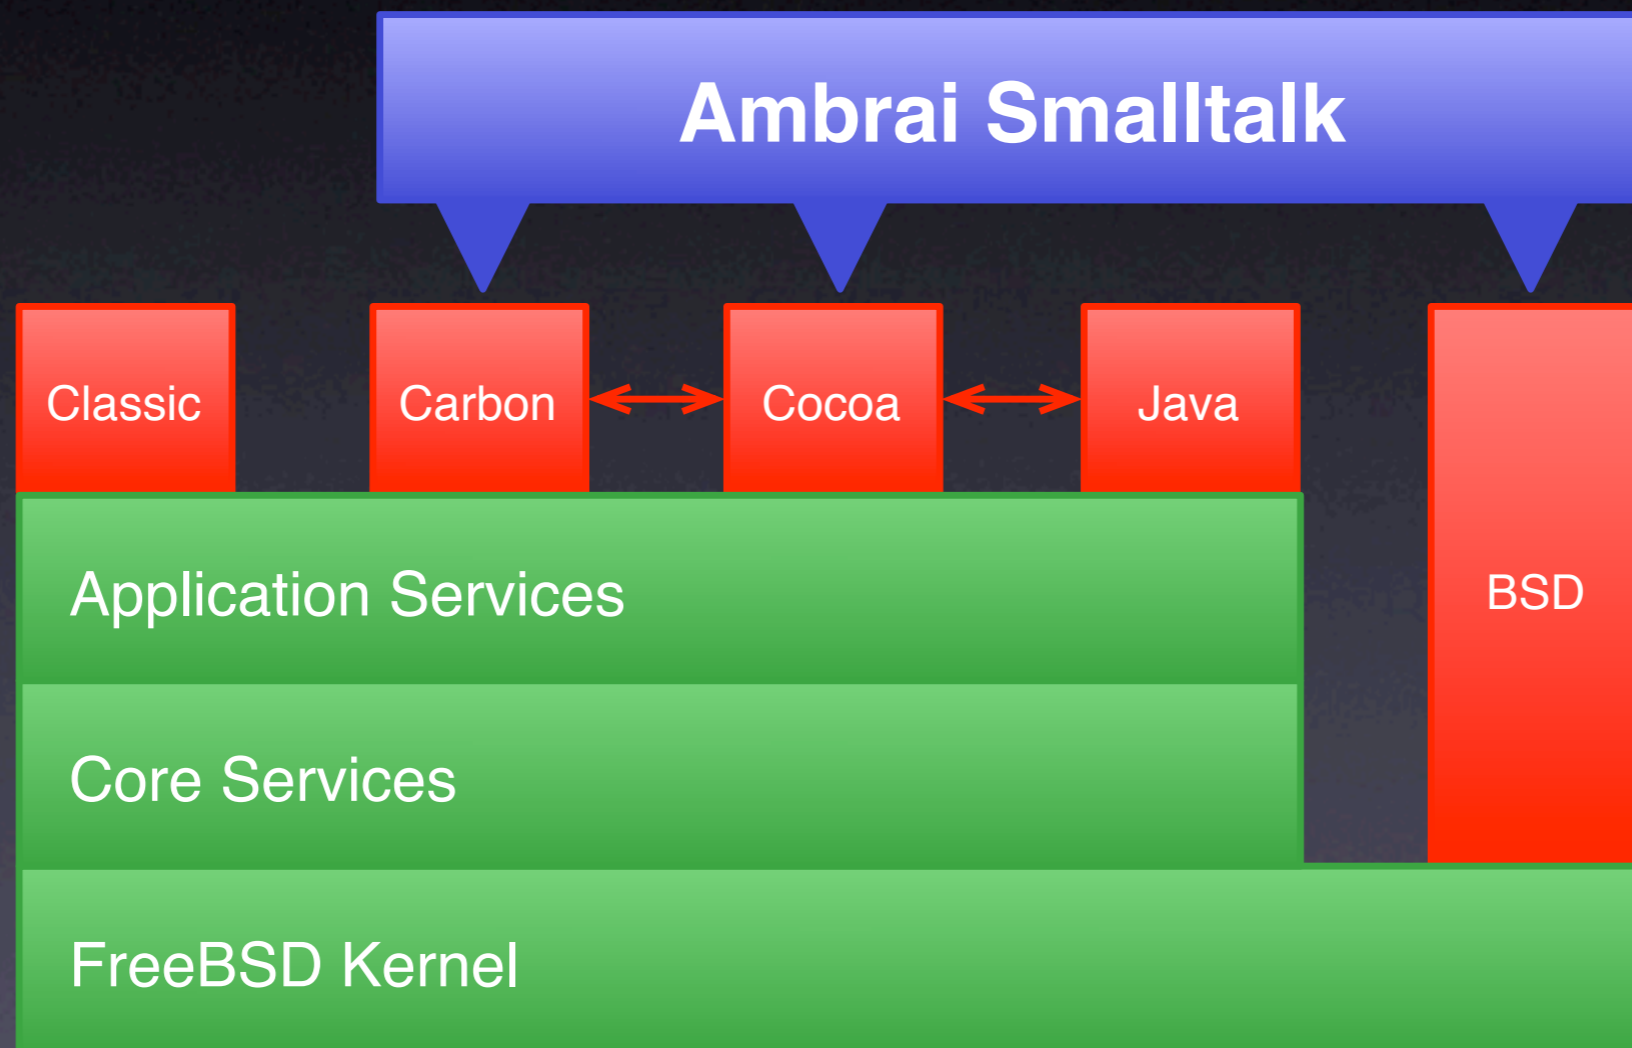 Ambrai Smalltalk
Classic
Carbon
Cocoa
Java
BSD
Application Services
Core Services
FreeBSD Kernel